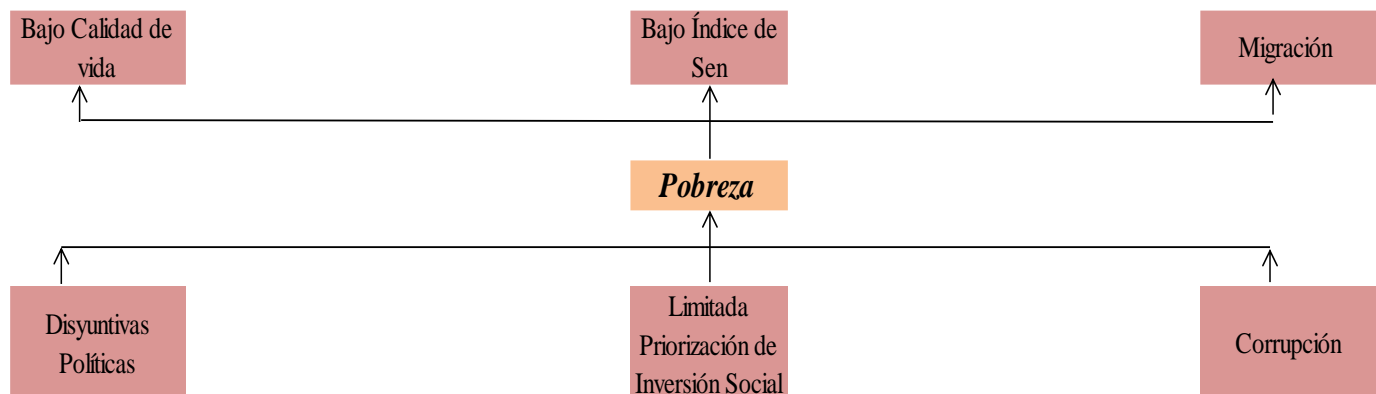 Bajo Calidad de
vida
Bajo Índice de
Sen
Migración
Pobreza
Disyuntivas
Políticas
Limitada
Priorización de
Inversión Social
Corrupción